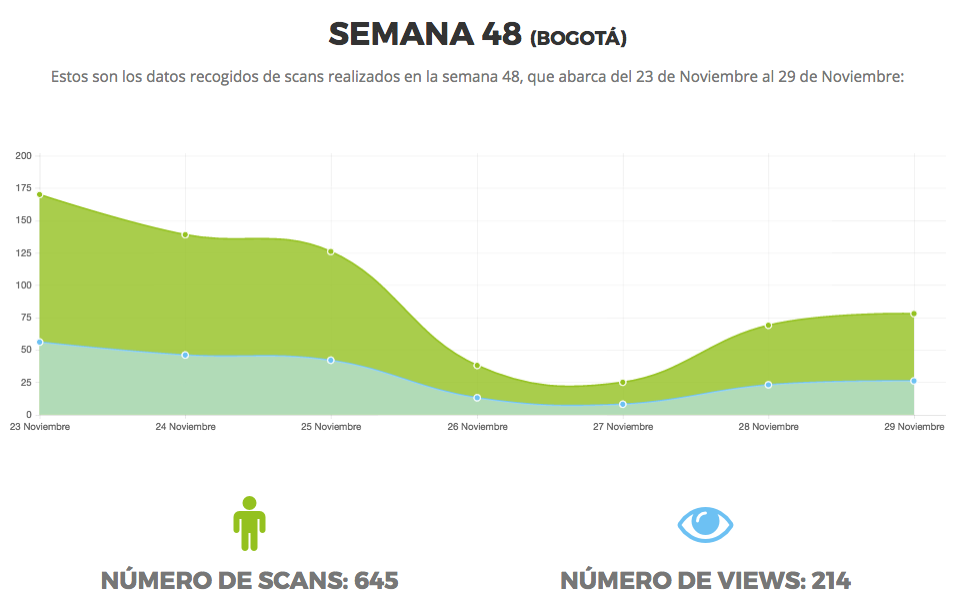 SEMANA 48 (BOGOTÁ)
Estos son los datos recogidos de scans realizados en la semana 48, que abarca del 23 de Noviembre al 29 de Noviembre:
200
175
150
125
100
75
50
25
0
23 Noviembre 24 Noviembre 25 Noviembre 26 Noviembre 27 Noviembre 28 Noviembre 29 Noviembre
NÚMERO DE SCANS: 645 NÚMERO DE VIEWS: 214